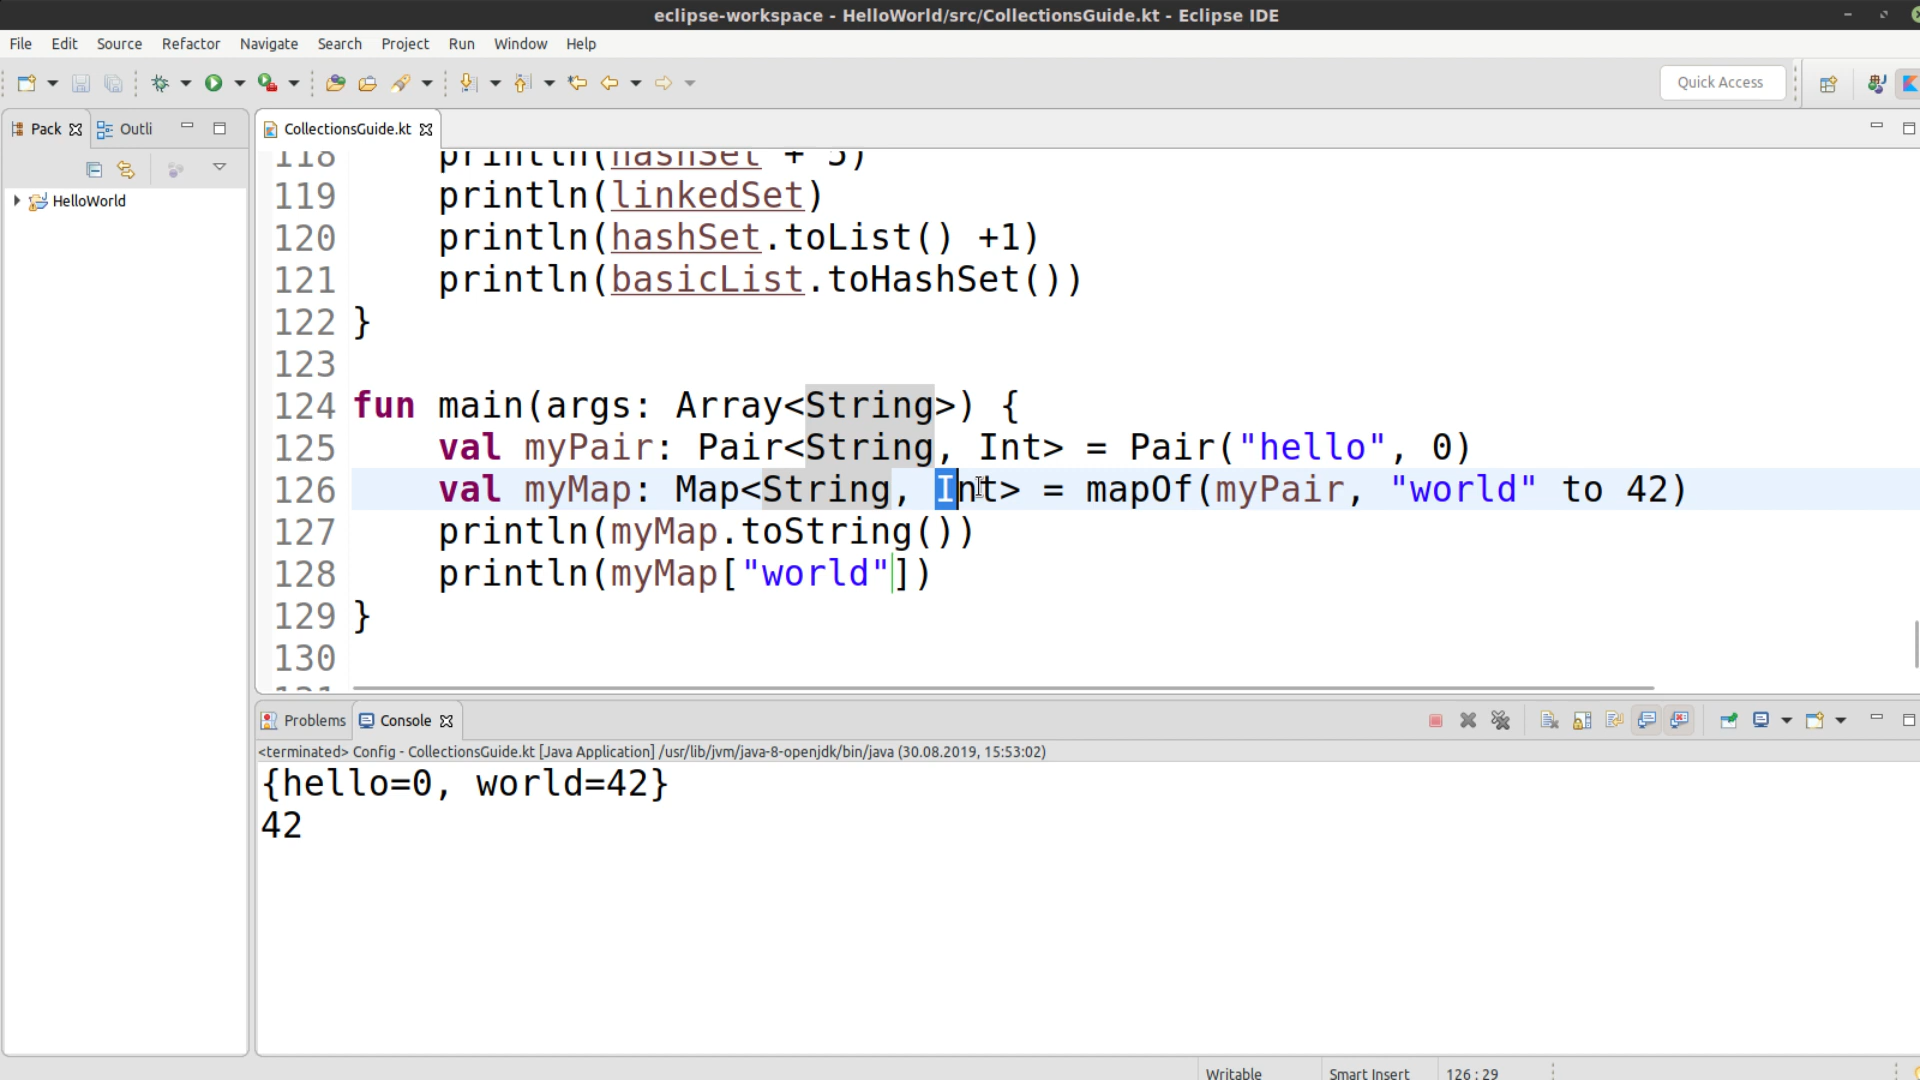 eclipse-workspace - HelloWorld/src/CollectionsGuide.kt - Eclipse IDE
File Edit Source Refactor Navigate Search Project Run Window Help
Quick Access
Pack Outli
CollectionsGuide.kt
HelloWorld
118 println(hashSet + 5)
119 println(linkedSet)
120 println(hashSet.toList() +1)
121 println(basicList.toHashSet())
122 }
123
124 fun main(args: Array<String>) {
125 val myPair: Pair<String, Int> = Pair("hello", 0)
126 val myMap: Map<String, Int> = mapOf(myPair, "world" to 42)
127 println(myMap.toString())
128 println(myMap["world"])
129 }
130
Problems Console
<terminated> Config - CollectionsGuide.kt [Java Application] /usr/lib/jvm/java-8-openjdk/bin/java (30.08.2019, 15:53:02)
{hello=0, world=42}
42
Writable Smart Insert 126 : 29